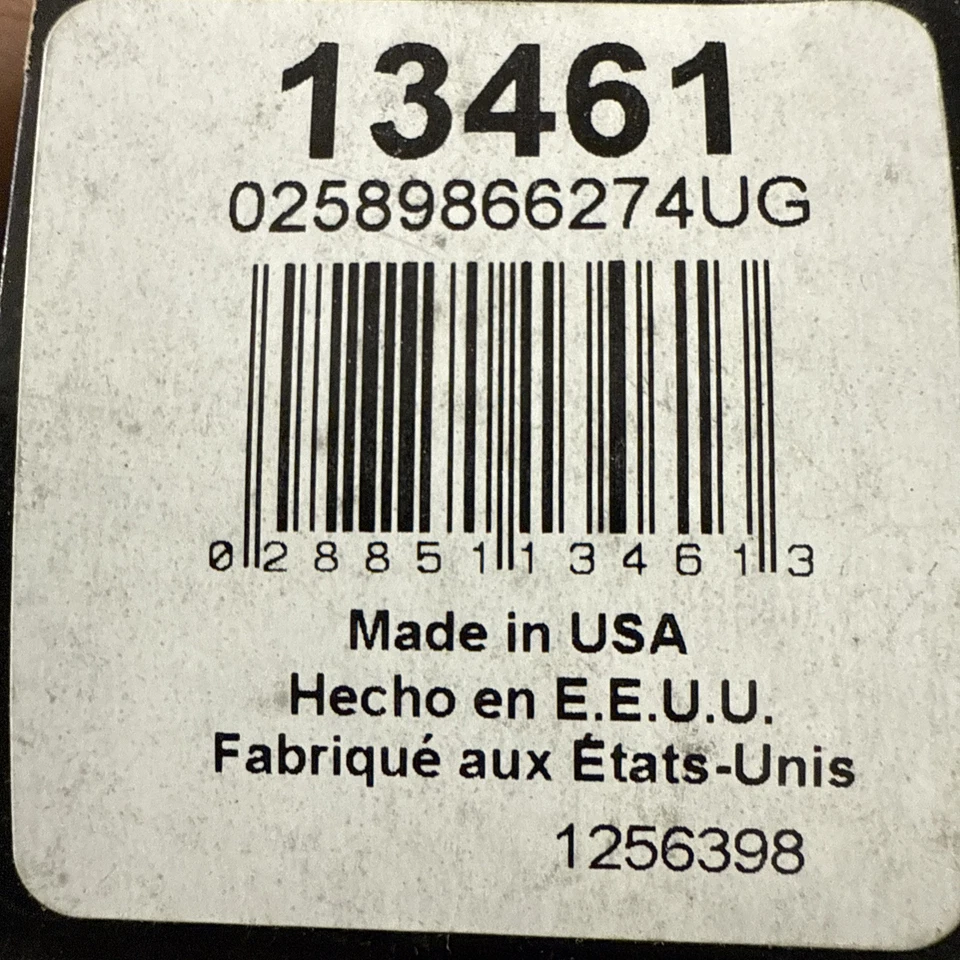 13461
02589866274UG
0 28851 13461 3
Made in USA
Hecho en E.E.U.U.
Fabriqué aux États-Unis
1256398